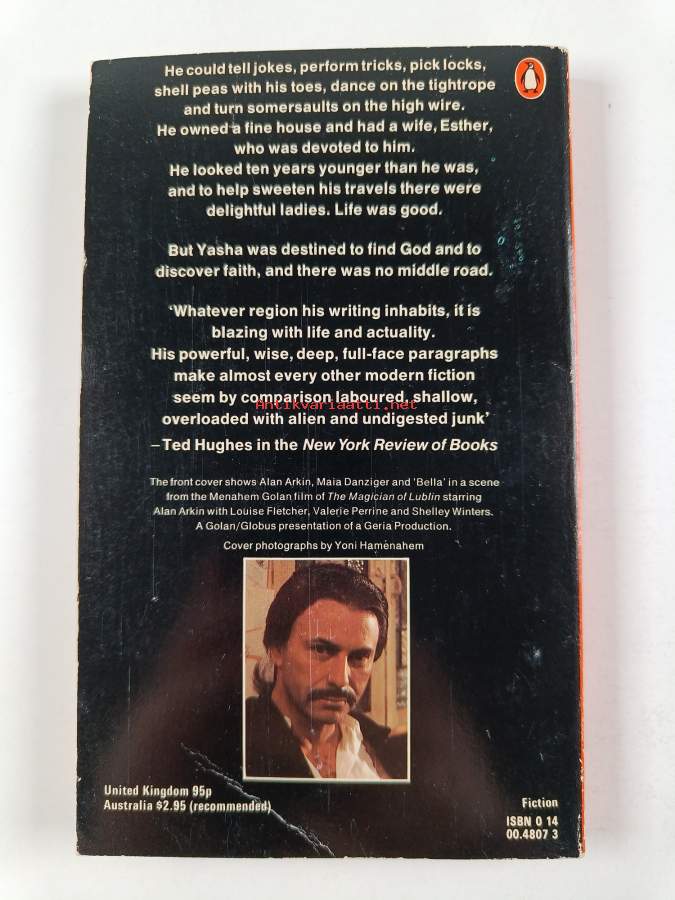 He could tell jokes, perform tricks, pick locks,
shell peas with his toes, dance on the tightrope
and turn somersaults on the high wire.
He owned a fine house and had a wife, Esther,
who was devoted to him.
He looked ten years younger than he was,
and to help sweeten his travels there were
delightful ladies. Life was good.
But Yasha was destined to find God and to
discover faith, and there was no middle road.
'Whatever region his writing inhabits, it is
blazing with life and actuality.
His powerful, wise, deep, full-face paragraphs
make almost every other modern fiction
seem by comparison laboured, shallow,
Antikvariaatti.net
overloaded with alien and undigested junk'
– Ted Hughes in the New York Review of Books
The front cover shows Alan Arkin, Maia Danziger and 'Bella' in a scene
from the Menahem Golan film of The Magician of Lublin starring
Alan Arkin with Louise Fletcher, Valerie Perrine and Shelley Winters.
A Golan/Globus presentation of a Geria Production.
Cover photographs by Yoni Hamenahem
United Kingdom 95p
Australia $2.95 (recommended)
Fiction
ISBN 0 14
00.4807 3